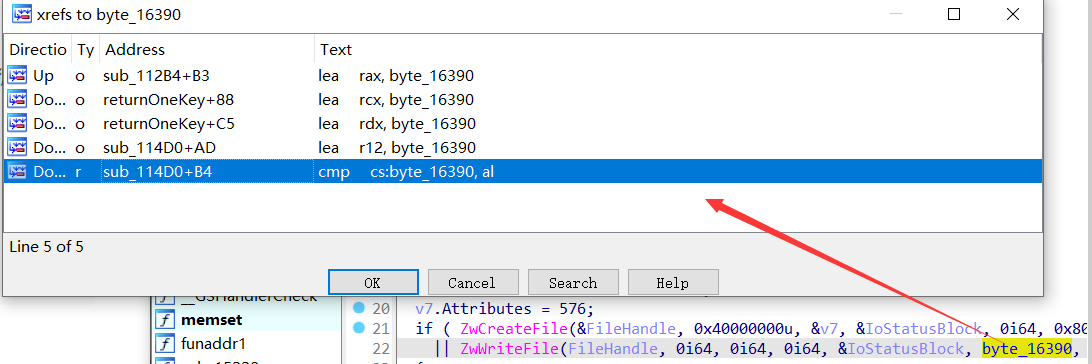 xrefs to byte_16390
Directio Ty Address Text
Up o sub_112B4+B3 lea rax, byte_16390
Do... o returnOneKey+88 lea rcx, byte_16390
Do... o returnOneKey+C5 lea rdx, byte_16390
Do... o sub_114D0+AD lea r12, byte_16390
Do... r sub_114D0+B4 cmp cs:byte_16390, al
Line 5 of 5
OK Cancel Search Help
__GSHandlerCheck
memset
funaddr1
20 v7.Attributes = 576;
21 if ( ZwCreateFile(&FileHandle, 0x40000000u, &v7, &IoStatusBlock, 0i64, 0x80
22 || ZwWriteFile(FileHandle, 0i64, 0i64, 0i64, &IoStatusBlock, byte_16390,